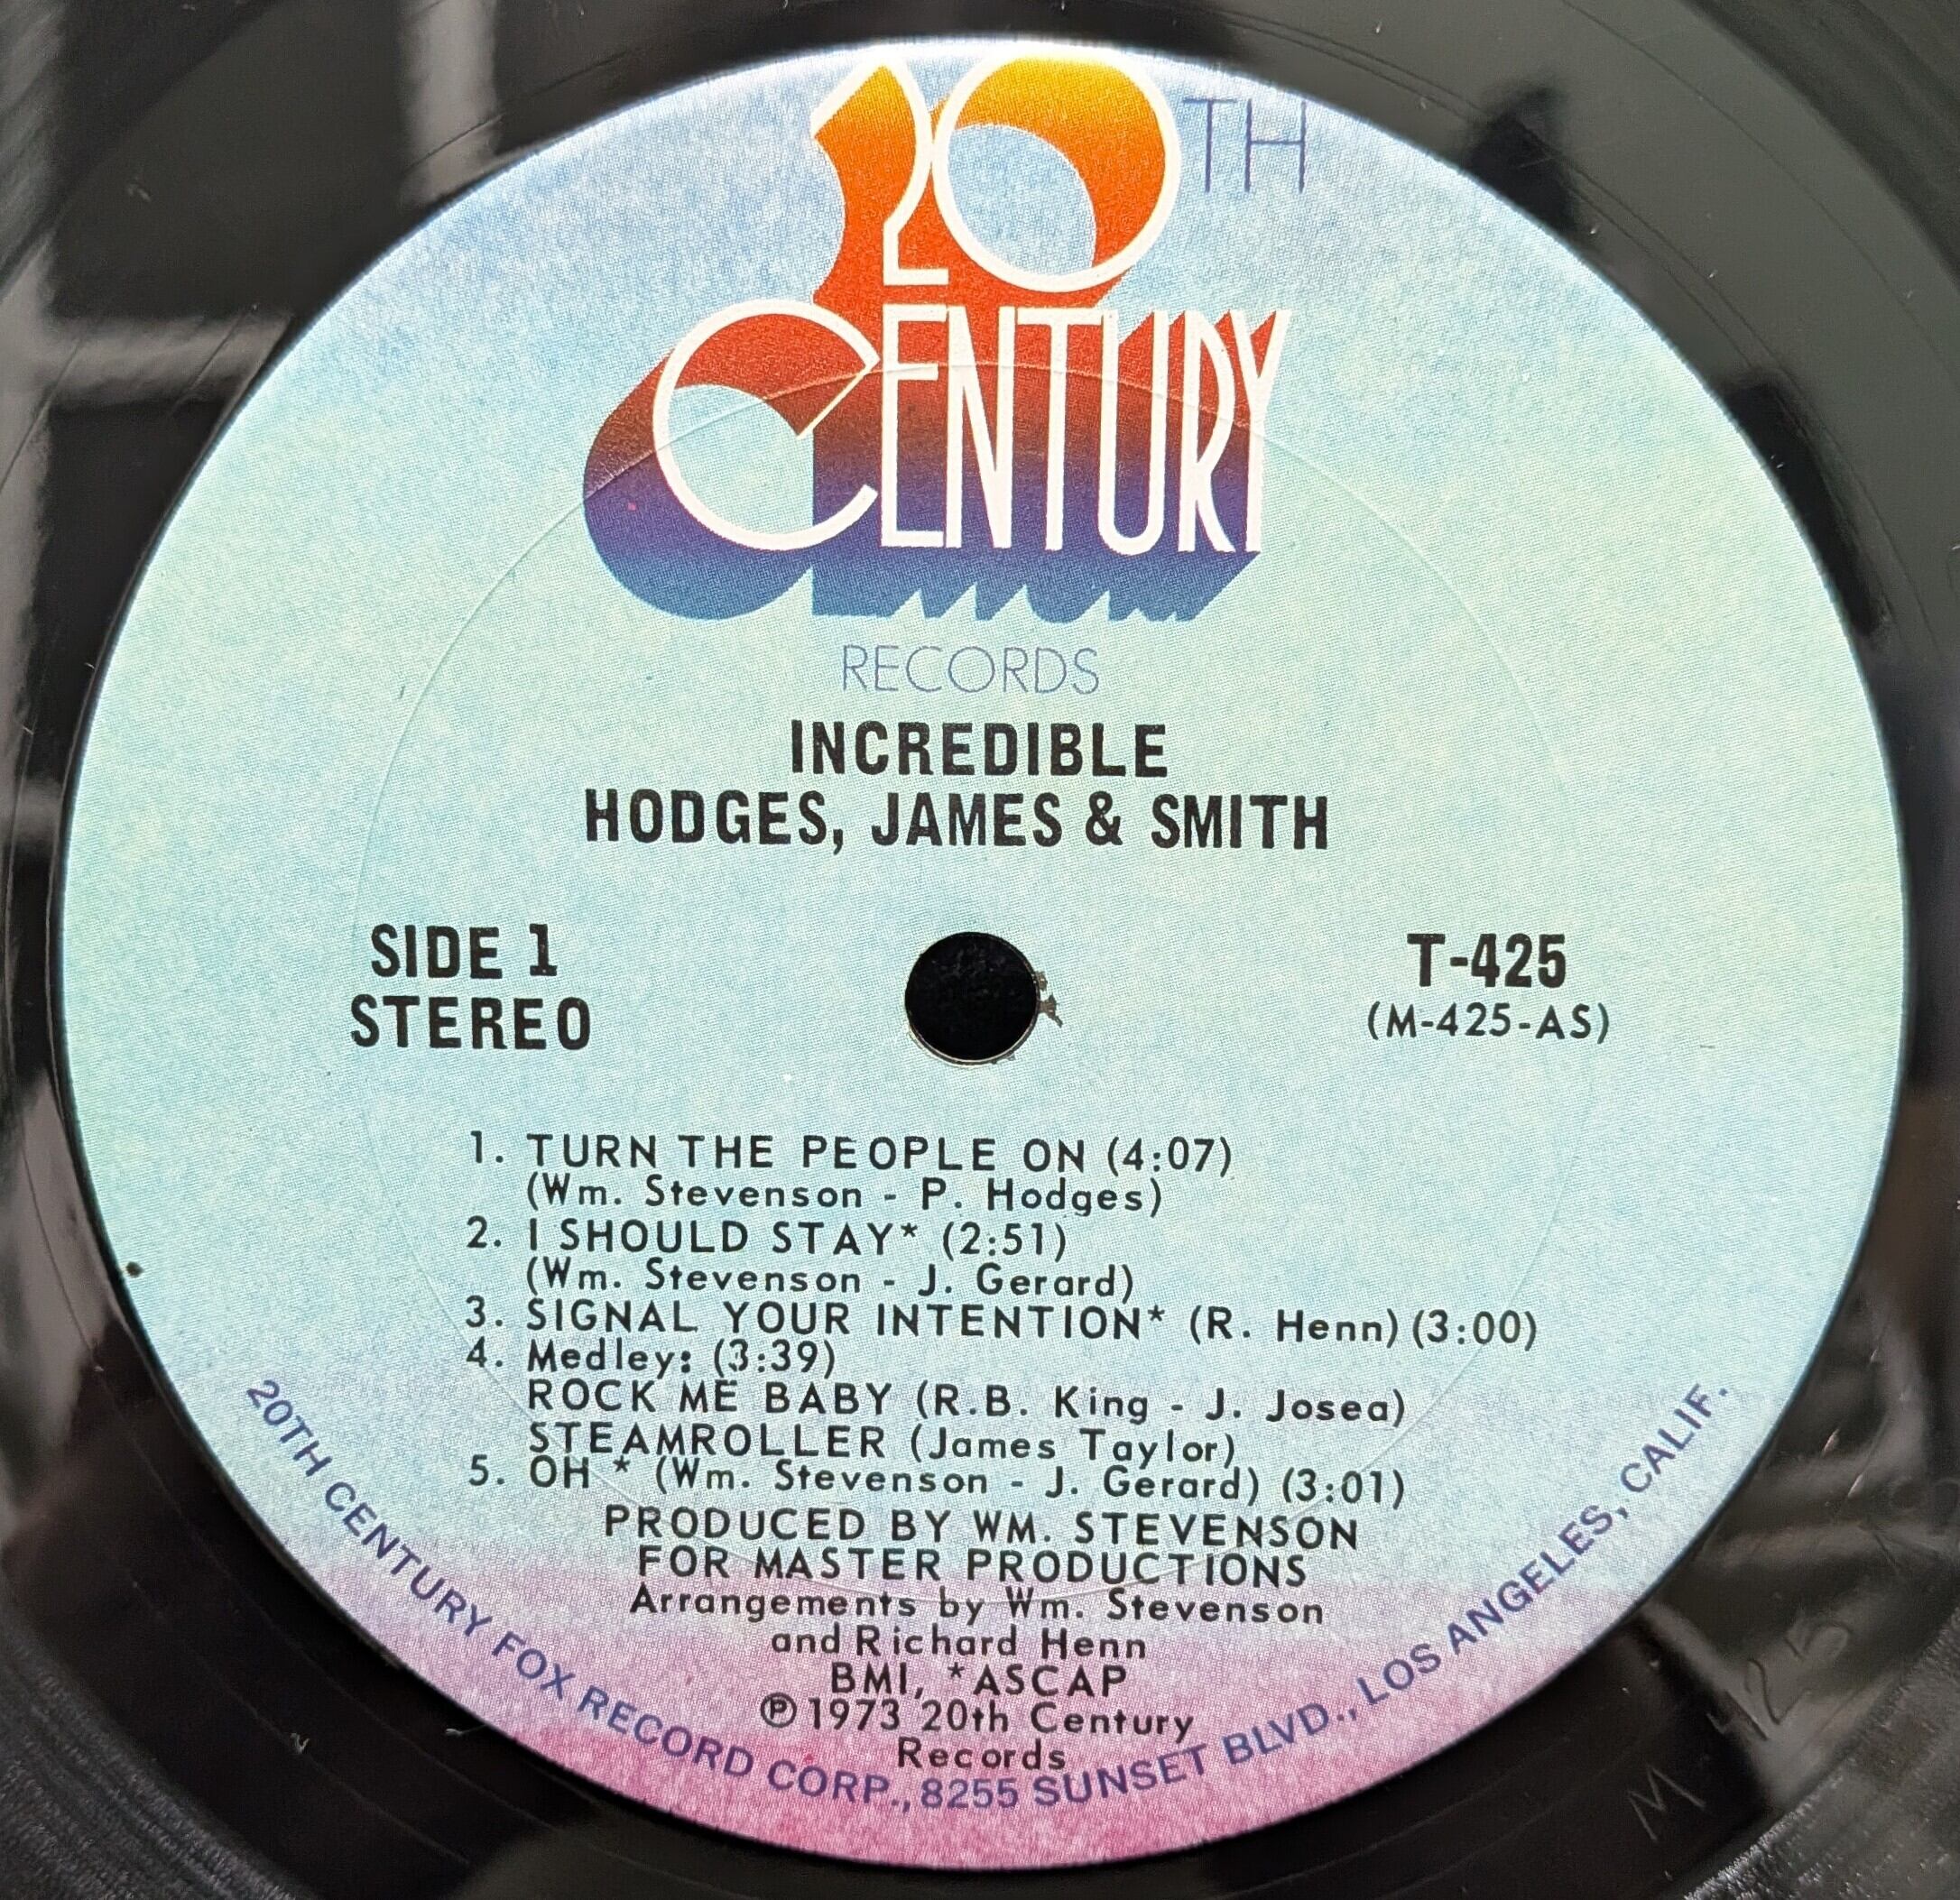 20TH
CENTURY
RECORDS
INCREDIBLE
HODGES, JAMES & SMITH
SIDE 1
STEREO
T-425
(M-425-AS)
1. TURN THE PEOPLE ON (4:07)
(Wm. Stevenson - P. Hodges)
2. I SHOULD STAY* (2:51)
(Wm. Stevenson - J. Gerard)
3. SIGNAL YOUR INTENTION* (R. Henn) (3:00)
4. Medley: (3:39)
ROCK ME BABY (R.B. King - J. Josea)
STEAMROLLER (James Taylor)
5. OH * (Wm. Stevenson - J. Gerard) (3:01)
PRODUCED BY WM. STEVENSON
FOR MASTER PRODUCTIONS
Arrangements by Wm. Stevenson
and Richard Henn
BMI, *ASCAP
℗1973 20th Century
Records
20TH CENTURY FOX RECORD CORP., 8255 SUNSET BLVD., LOS ANGELES, CALIF.